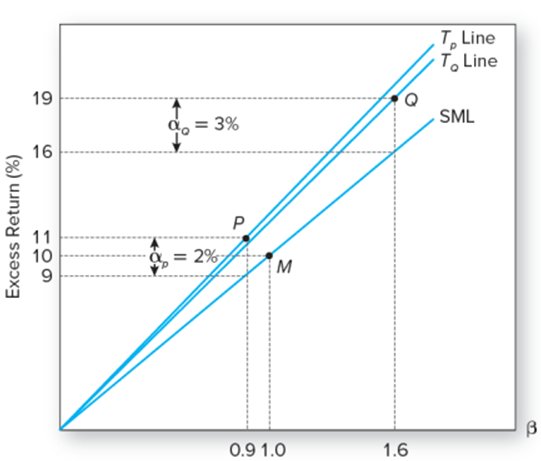 T_P Line
T_Q Line
19
Q
α_Q = 3%
SML
16
Excess Return (%)
P
11
10
α_P = 2%
M
9
β
0.9 1.0
1.6